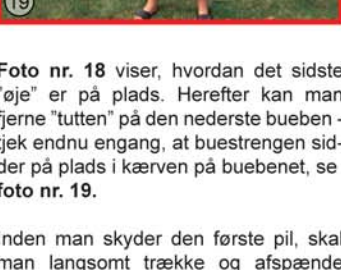 19
Foto nr. 18 viser, hvordan det sidste
"øje" er på plads. Herefter kan man
fjerne "tutten" på den nederste bueben -
tjek endnu engang, at buestrengen sid-
der på plads i kærven på buebenet, se
foto nr. 19.
Inden man skyder den første pil, skal
man langsomt trække og afspænde